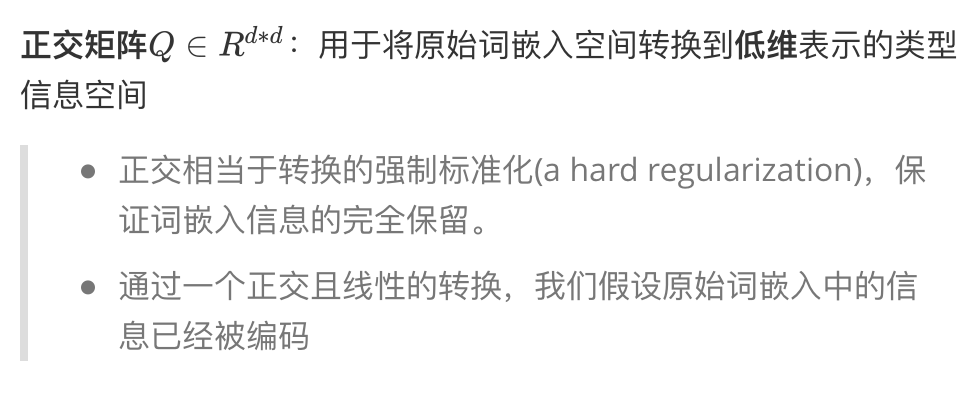 正交矩阵$Q \in R^{d*d}$：用于将原始词嵌入空间转换到低维表示的类型
信息空间
● 正交相当于转换的强制标准化(a hard regularization)，保
证词嵌入信息的完全保留。
● 通过一个正交且线性的转换，我们假设原始词嵌入中的信
息已经被编码